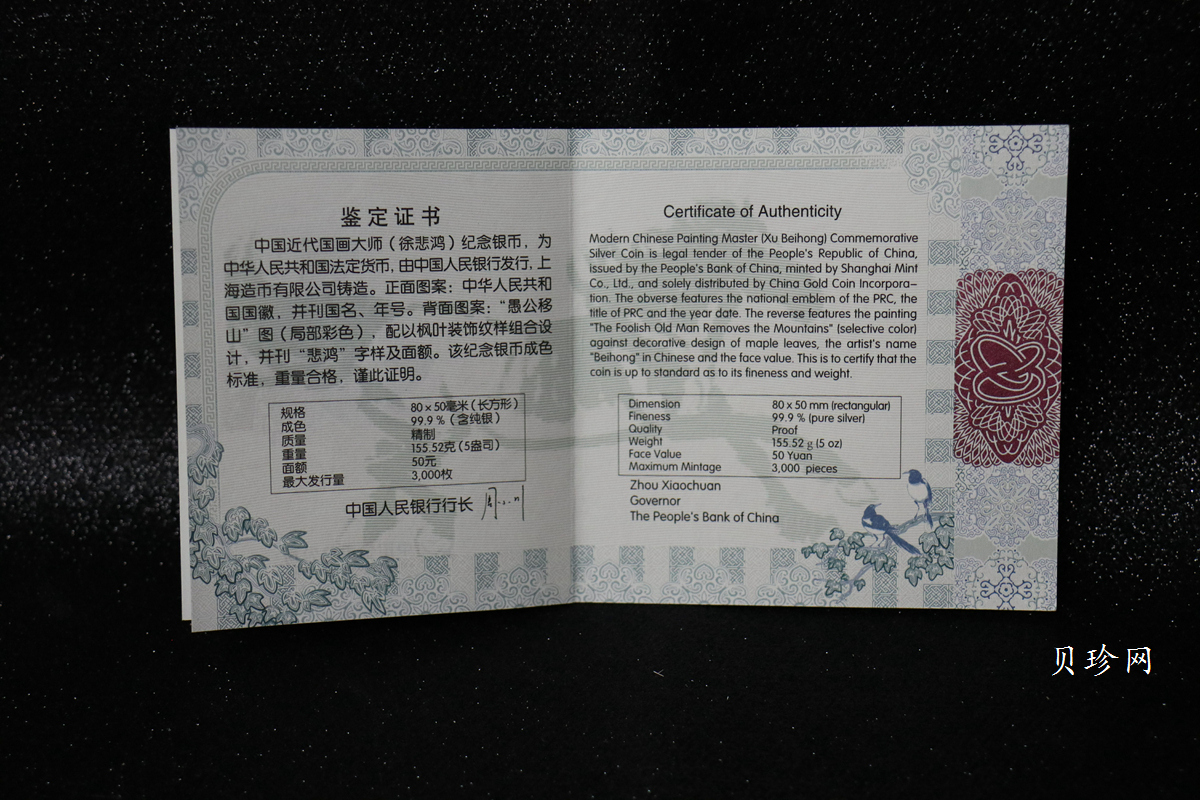 鉴定证书
中国近代国画大师（徐悲鸿）纪念银币，为
中华人民共和国法定货币，由中国人民银行发行，上
海造币有限公司铸造。正面图案：中华人民共和
国国徽，并刊国名、年号。背面图案：“愚公移
山”图（局部彩色），配以枫叶装饰纹样组合设
计，并刊“悲鸿”字样及面额。该纪念银币成色
标准，重量合格，谨此证明。
规格 80×50毫米（长方形）
成色 99.9%（含纯银）
质量 精制
重量 155.52克（5盎司）
面额 50元
最大发行量 3,000枚
中国人民银行行长
Certificate of Authenticity
Modern Chinese Painting Master (Xu Beihong) Commemorative
Silver Coin is legal tender of the People's Republic of China,
issued by the People's Bank of China, minted by Shanghai Mint
Co., Ltd., and solely distributed by China Gold Coin Incorpora-
tion. The obverse features the national emblem of the PRC, the
title of PRC and the year date. The reverse features the painting
"The Foolish Old Man Removes the Mountains" (selective color)
against decorative design of maple leaves, the artist's name
"Beihong" in Chinese and the face value. This is to certify that the
coin is up to standard as to its fineness and weight.
Dimension 80 x 50 mm (rectangular)
Fineness 99.9 % (pure silver)
Quality Proof
Weight 155.52 g (5 oz)
Face Value 50 Yuan
Maximum Mintage 3,000 pieces
Zhou Xiaochuan
Governor
The People's Bank of China
贝珍网